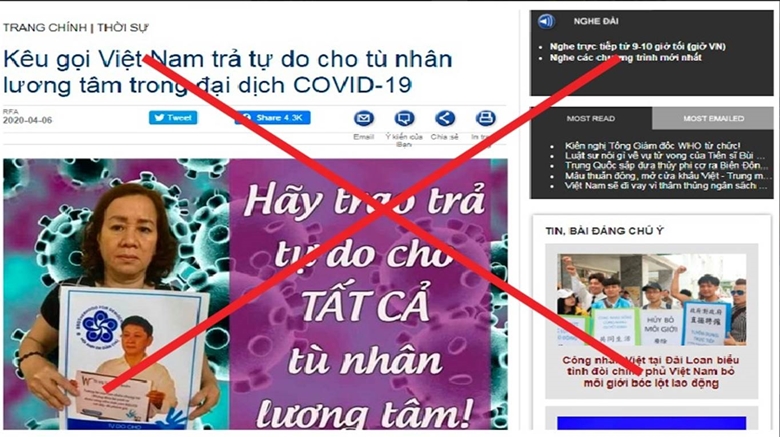 TRANG CHÍNH | THỜI SỰ
Kêu gọi Việt Nam trả tự do cho tù nhân
lương tâm trong đại dịch COVID-19
RFA
2020-04-06
Tweet
Share 4.3K
Email
Ý kiến của Bạn
Chia sẻ
In trang
Hãy trao trả
tự do cho
TẤT CẢ
tù nhân
lương tâm!
TỰ DO CHO
NGHE ĐÀI
Nghe trực tiếp từ 9-10 giờ tối (giờ VN)
Nghe các chương trình mới nhất
MOST READ
MOST EMAILED
Kiến nghị Tổng Giám đốc WHO từ chức!
Luật sư nói gì về vụ tử vong của Tiến sĩ Bùi ...
Trung Quốc sắp đưa thủy phi cơ ra Biển Đôn...
Mâu thuẫn đông, mở cửa khẩu 'Việt - Trung m...
Việt Nam sẽ đi vay vì thâm thủng ngân sách ...
TIN, BÀI ĐÁNG CHÚ Ý
HỦY BỎ
MÔI GIỚI
Công nhân Việt tại Đài Loan biểu
tình đòi chính phủ Việt Nam bỏ
môi giới bóc lột lao động